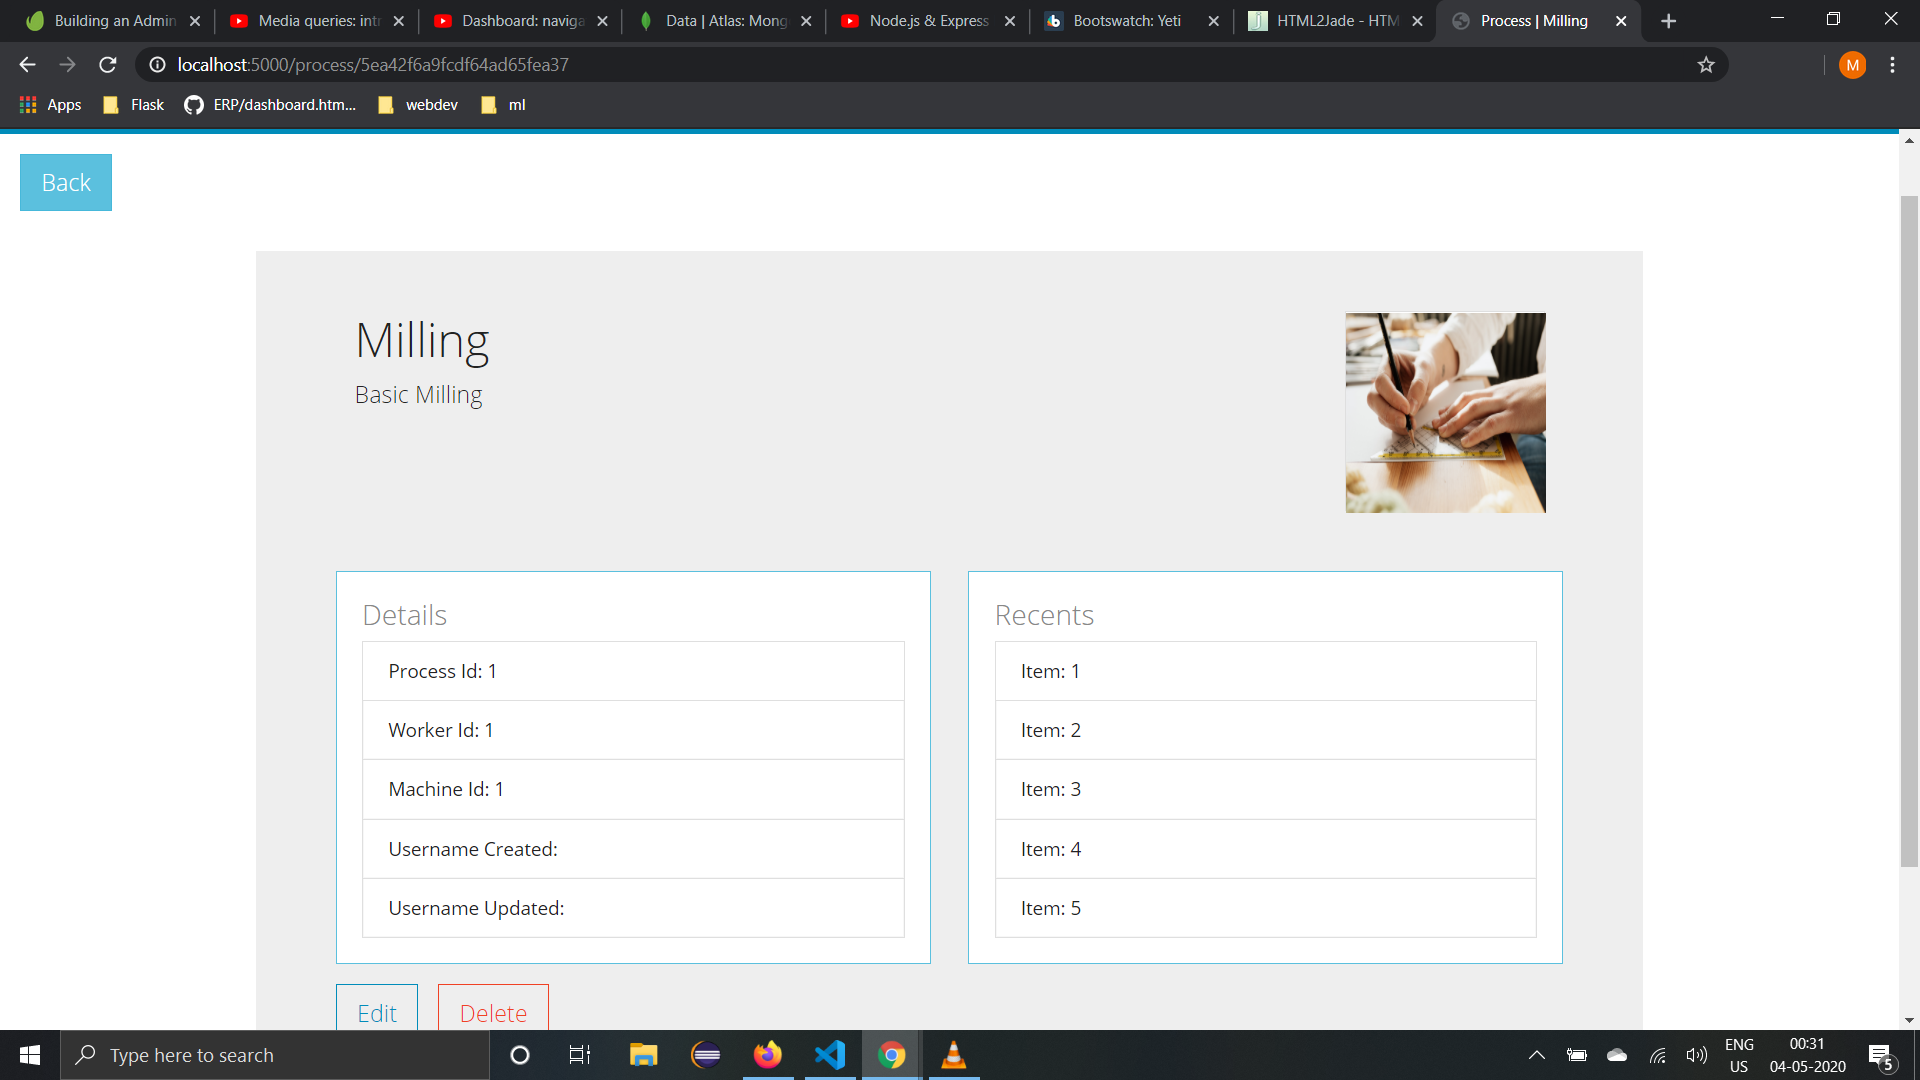 Building an Admin
Media queries: int
Dashboard: naviga
Data | Atlas: Mong
Node.js & Express
Bootswatch: Yeti
HTML2Jade - HTM
Process | Milling
localhost:5000/process/5ea42f6a9fcdf64ad65fea37
M
Apps
Flask
ERP/dashboard.htm...
webdev
ml
Back
Milling
Basic Milling
Details
Process Id: 1
Worker Id: 1
Machine Id: 1
Username Created:
Username Updated:
Recents
Item: 1
Item: 2
Item: 3
Item: 4
Item: 5
Edit
Delete
Type here to search
ENG
US
00:31
04-05-2020
5